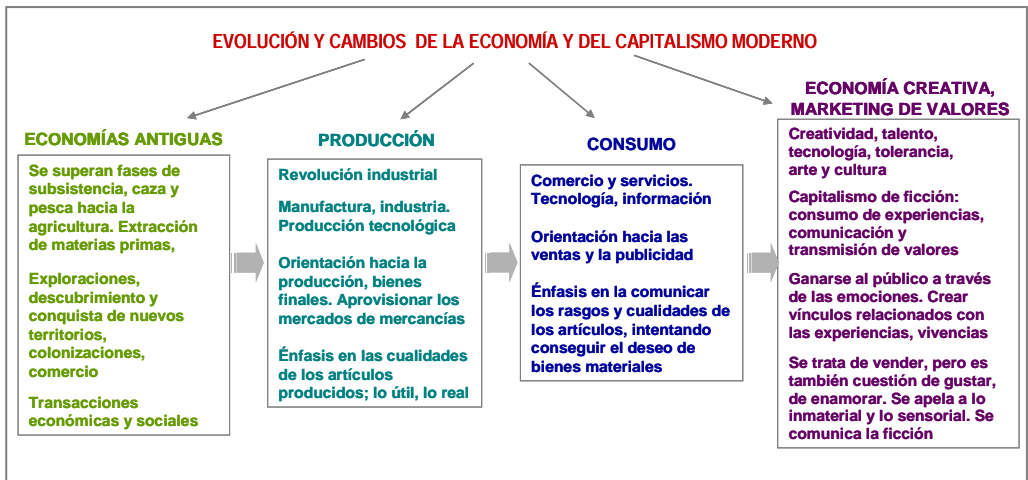 EVOLUCIÓN Y CAMBIOS DE LA ECONOMÍA Y DEL CAPITALISMO MODERNO
ECONOMÍAS ANTIGUAS
Se superan fases de
subsistencia, caza y
pesca hacia la
agricultura. Extracción
de materias primas,
Exploraciones,
descubrimiento y
conquista de nuevos
territorios,
colonizaciones,
comercio
Transacciones
económicas y sociales
PRODUCCIÓN
Revolución industrial
Manufactura, industria.
Producción tecnológica
Orientación hacia la
producción, bienes
finales. Aprovisionar los
mercados de mercancías
Énfasis en las cualidades
de los artículos
producidos; lo útil, lo real
CONSUMO
Comercio y servicios.
Tecnología, información
Orientación hacia las
ventas y la publicidad
Énfasis en la comunicar
los rasgos y cualidades de
los artículos, intentando
conseguir el deseo de
bienes materiales
ECONOMÍA CREATIVA,
MARKETING DE VALORES
Creatividad, talento,
tecnología, tolerancia,
arte y cultura
Capitalismo de ficción:
consumo de experiencias,
comunicación y
transmisión de valores
Ganarse al público a través
de las emociones. Crear
vínculos relacionados con
las experiencias, vivencias
Se trata de vender, pero es
también cuestión de gustar,
de enamorar. Se apela a lo
inmaterial y lo sensorial. Se
comunica la ficción